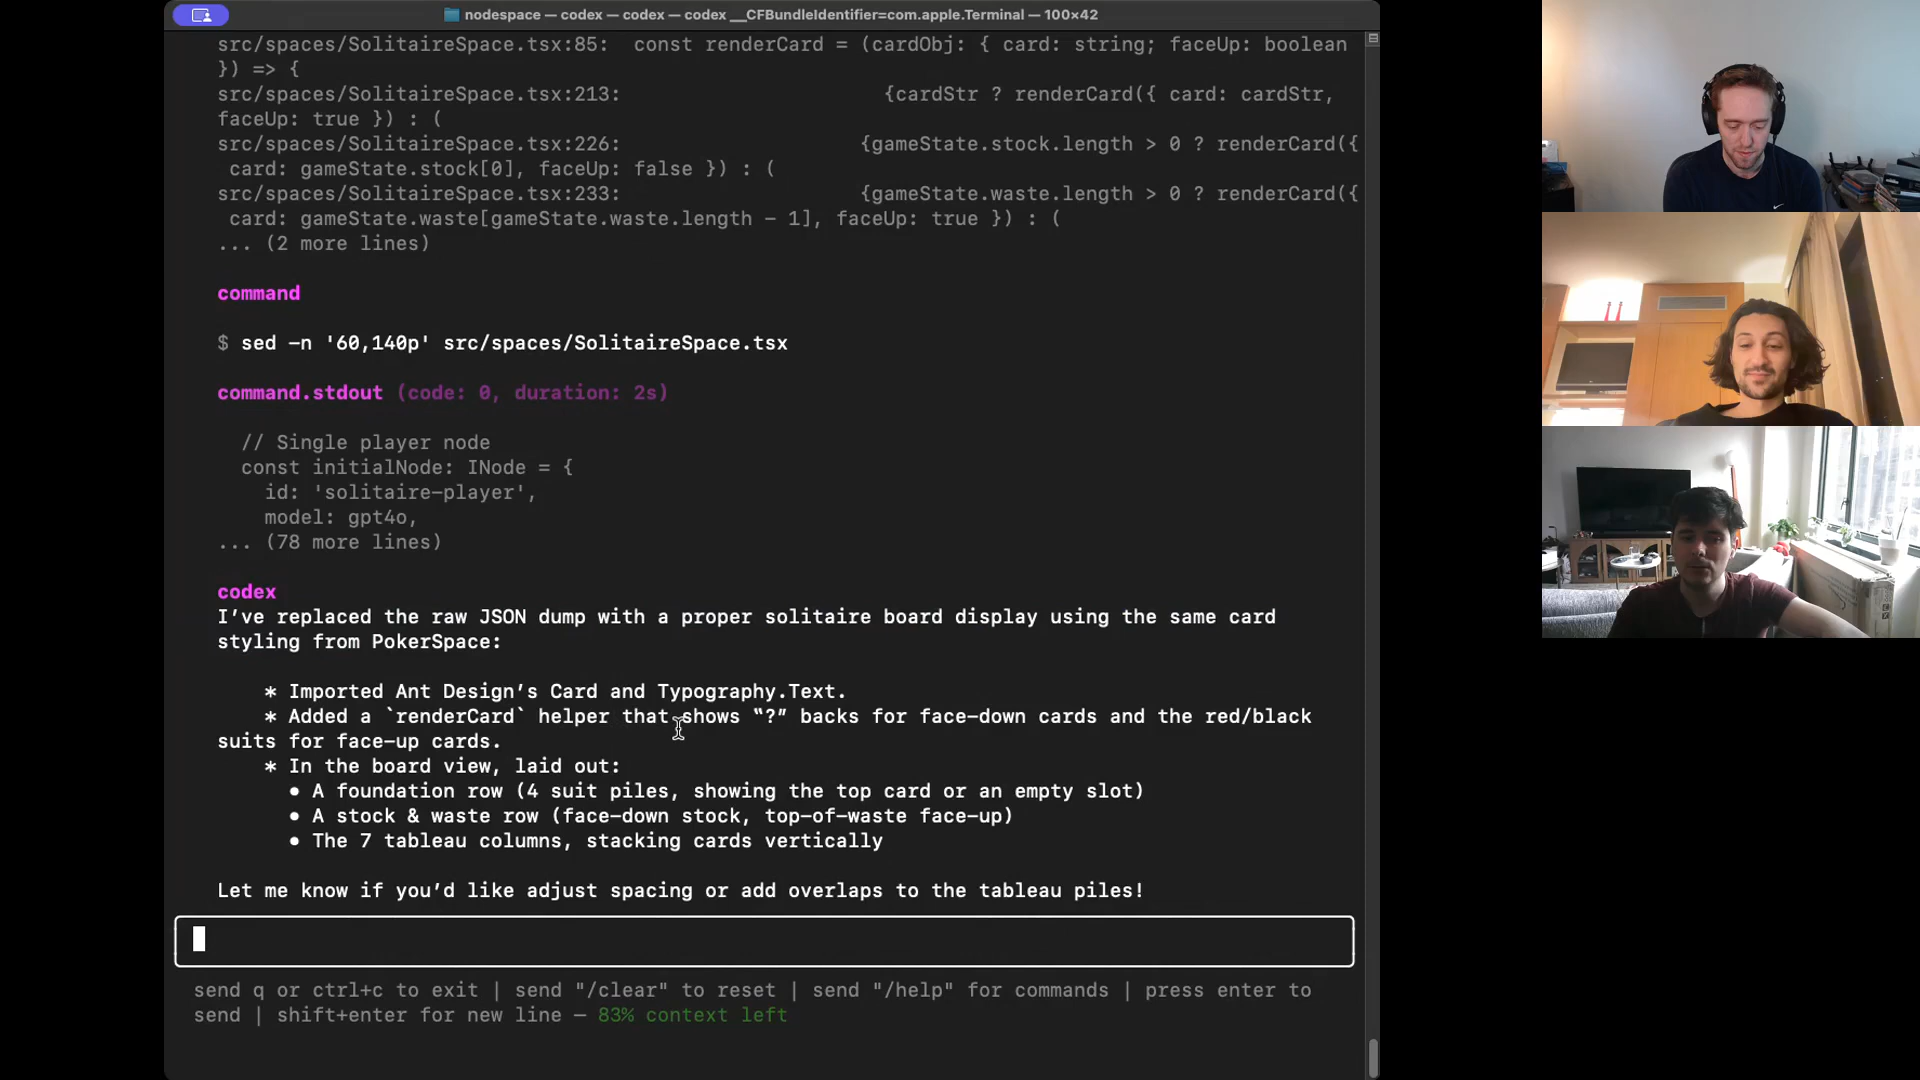 nodespace — codex — codex — codex __CFBundleIdentifier=com.apple.Terminal — 100×42
src/spaces/SolitaireSpace.tsx:85:  const renderCard = (cardObj: { card: string; faceUp: boolean
}) => {
src/spaces/SolitaireSpace.tsx:213:                      {cardStr ? renderCard({ card: cardStr,
faceUp: true }) : (
src/spaces/SolitaireSpace.tsx:226:                    {gameState.stock.length > 0 ? renderCard({
card: gameState.stock[0], faceUp: false }) : (
src/spaces/SolitaireSpace.tsx:233:                    {gameState.waste.length > 0 ? renderCard({
card: gameState.waste[gameState.waste.length - 1], faceUp: true }) : (
... (2 more lines)
command
$ sed -n '60,140p' src/spaces/SolitaireSpace.tsx
command.stdout (code: 0, duration: 2s)
// Single player node
const initialNode: INode = {
id: 'solitaire-player',
model: gpt4o,
... (78 more lines)
codex
I’ve replaced the raw JSON dump with a proper solitaire board display using the same card
styling from PokerSpace:
* Imported Ant Design’s Card and Typography.Text.
* Added a `renderCard` helper that shows “?” backs for face-down cards and the red/black
suits for face-up cards.
* In the board view, laid out:
• A foundation row (4 suit piles, showing the top card or an empty slot)
• A stock & waste row (face-down stock, top-of-waste face-up)
• The 7 tableau columns, stacking cards vertically
Let me know if you’d like adjust spacing or add overlaps to the tableau piles!
send q or ctrl+c to exit | send "/clear" to reset | send "/help" for commands | press enter to
send | shift+enter for new line — 83% context left